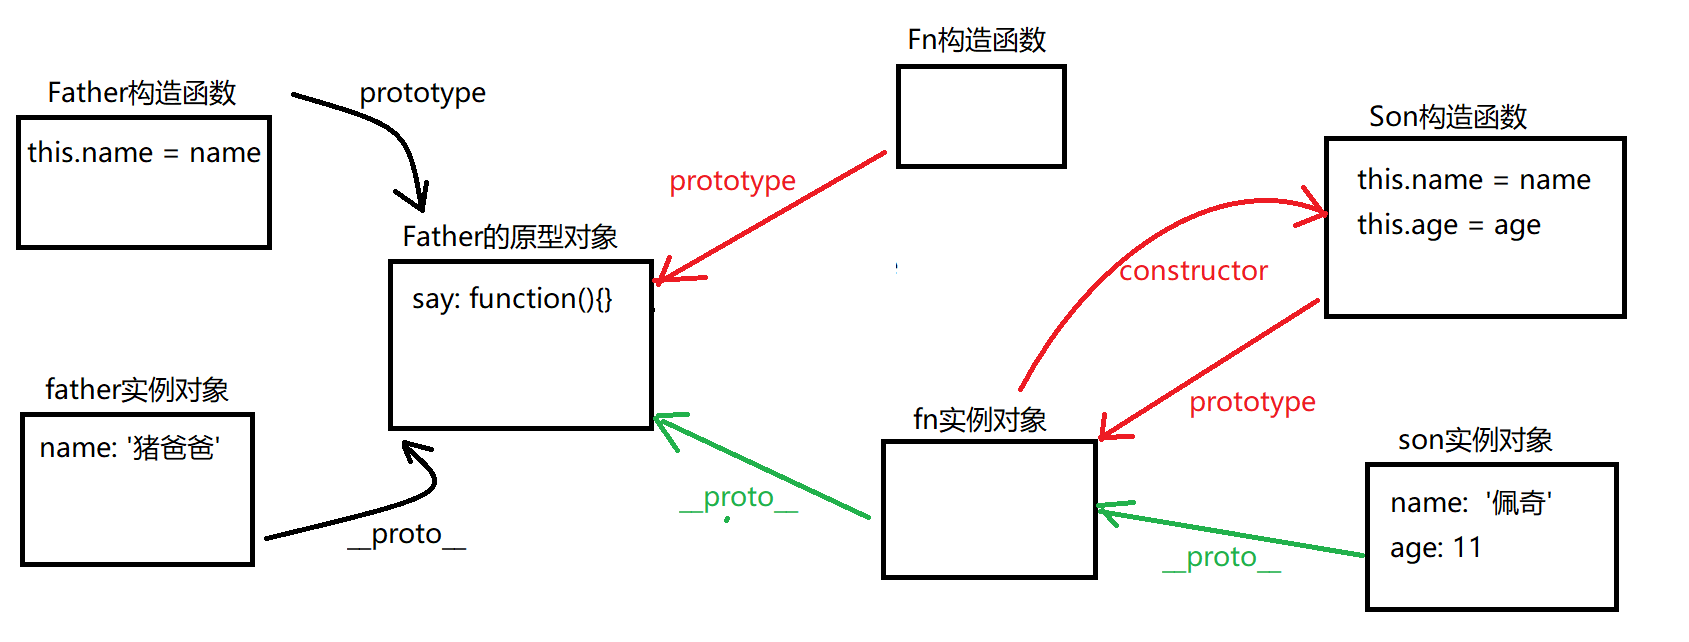 Father构造函数
this.name = name
prototype
Father的原型对象
say: function(){}
father实例对象
name: '猪爸爸'
__proto__
Fn构造函数
prototype
Son构造函数
this.name = name
this.age = age
constructor
prototype
fn实例对象
__proto__
son实例对象
name: '佩奇'
age: 11
__proto__